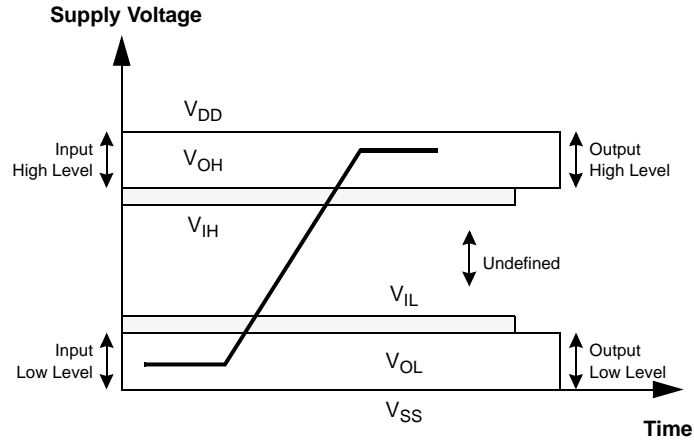 Supply Voltage
VDD
Input
High Level
VOH
Output
High Level
VIH
Undefined
VIL
Input
Low Level
VOL
Output
Low Level
VSS
Time